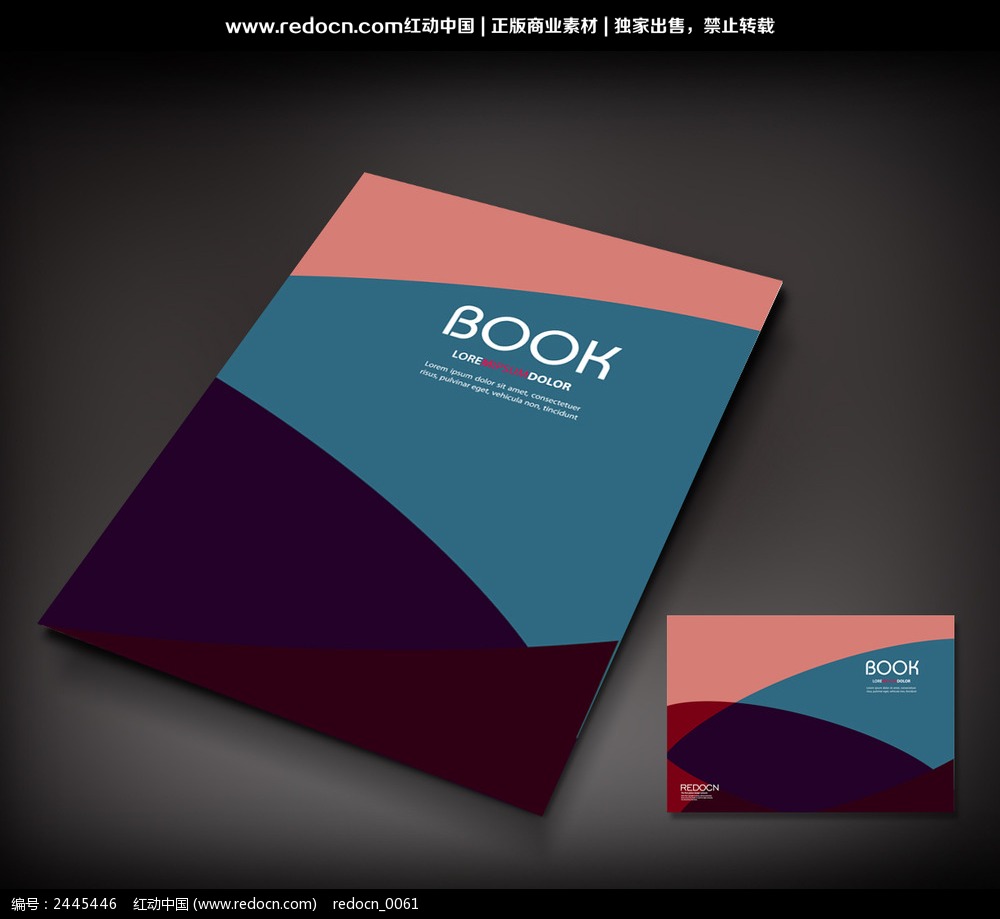 www.redocn.com红动中国 | 正版商业素材 | 独家出售，禁止转载
BOOK
LOREMIPSUMDOLOR
Lorem ipsum dolor sit amet, consectetuer
risus, pulvinar eget, vehicula non, tincidunt
BOOK
DOLOR
REDOCN
编号：2445446 红动中国 (www.redocn.com) redocn_0061